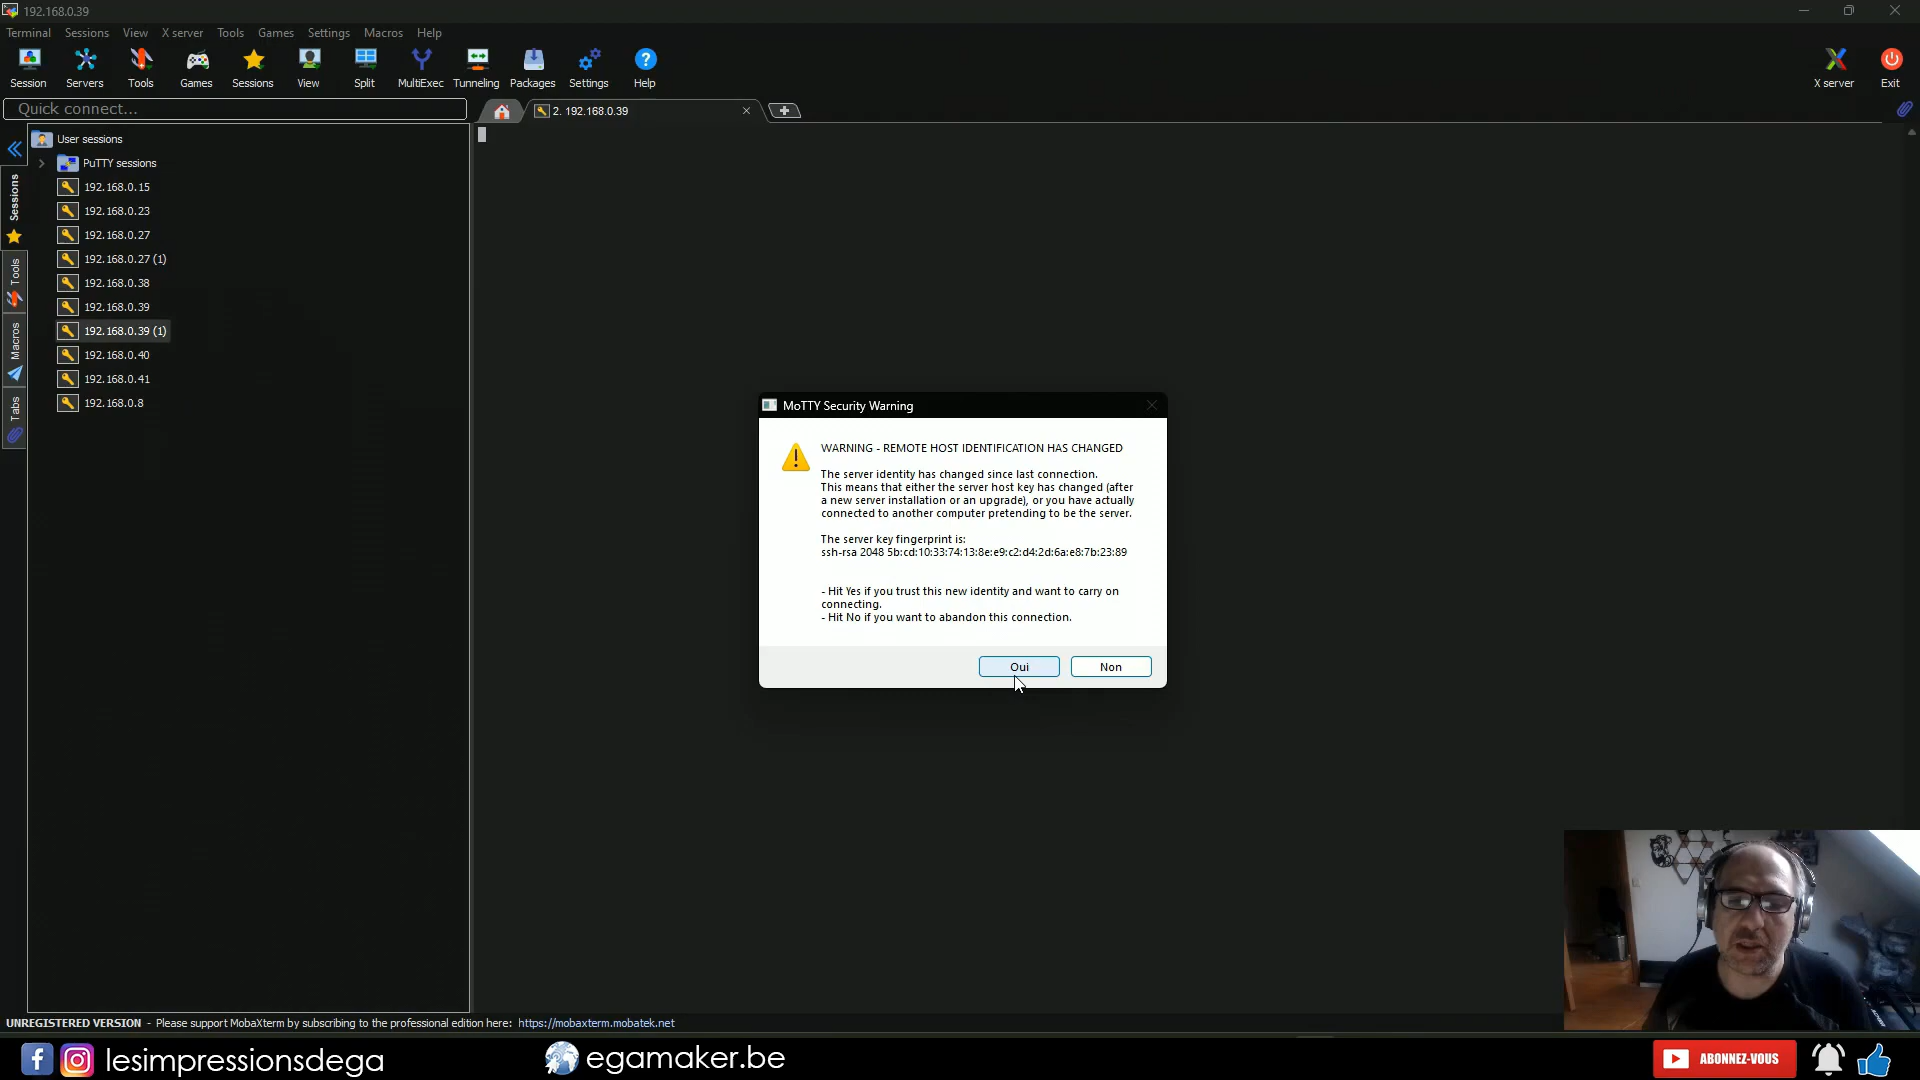 192.168.0.39
Terminal Sessions View X server Tools Games Settings Macros Help
Session Servers Tools Games Sessions View Split MultiExec Tunneling Packages Settings Help X server Exit
Quick connect...
2. 192.168.0.39
User sessions
PuTTY sessions
192.168.0.15
192.168.0.23
192.168.0.27
192.168.0.27 (1)
192.168.0.38
192.168.0.39
192.168.0.39 (1)
192.168.0.40
192.168.0.41
192.168.0.8
Sessions
Tools
Macros
Tabs
MoTTY Security Warning
WARNING - REMOTE HOST IDENTIFICATION HAS CHANGED
The server identity has changed since last connection.
This means that either the server host key has changed (after
a new server installation or an upgrade), or you have actually
connected to another computer pretending to be the server.
The server key fingerprint is:
ssh-rsa 2048 5b:cd:10:33:74:13:8e:e9:c2:d4:2d:6a:e8:7b:23:89
- Hit Yes if you trust this new identity and want to carry on
connecting.
- Hit No if you want to abandon this connection.
Oui Non
UNREGISTERED VERSION - Please support MobaXterm by subscribing to the professional edition here: https://mobaxterm.mobatek.net
lesimpressionsdega egamaker.be ABONNEZ-VOUS